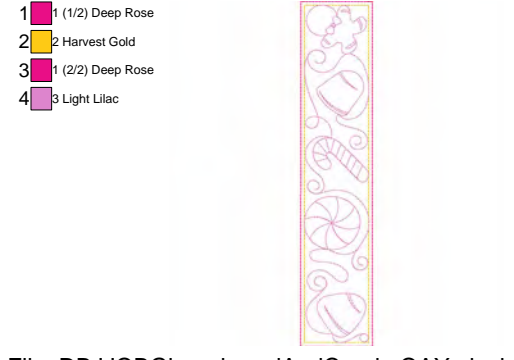 1 1 (1/2) Deep Rose
2 2 Harvest Gold
3 1 (2/2) Deep Rose
4 3 Light Lilac